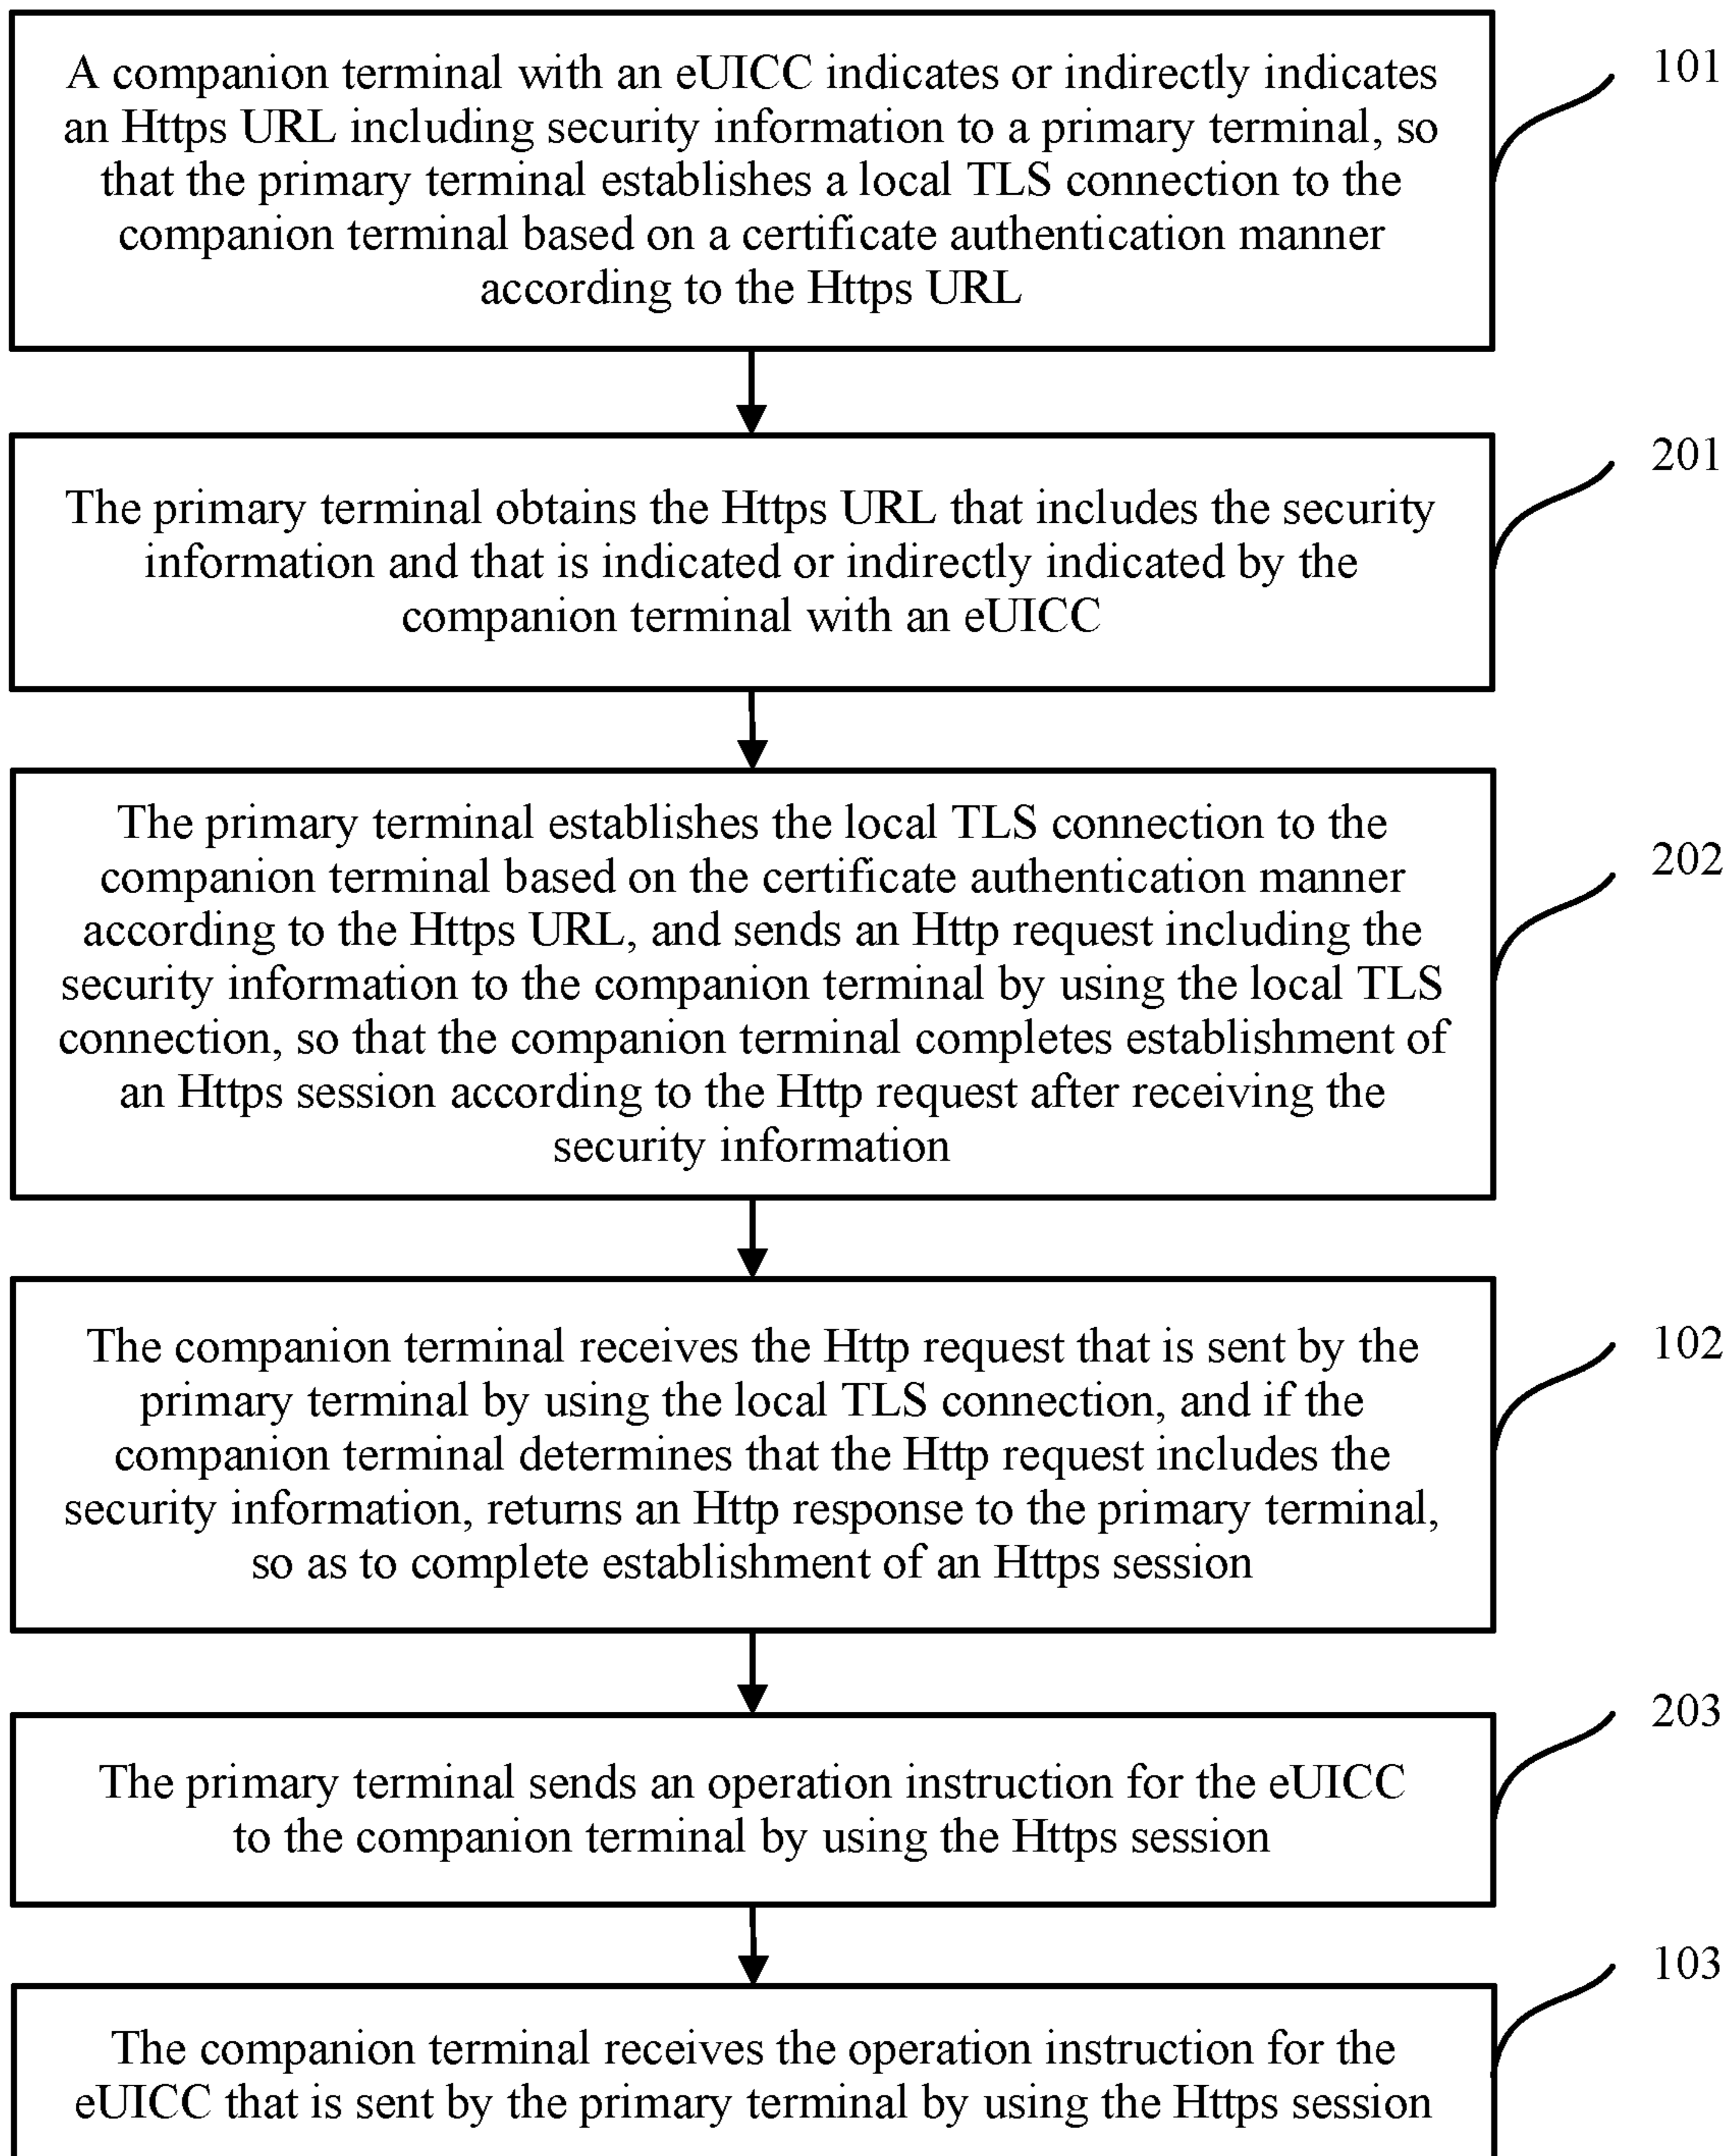 A companion terminal with an eUICC indicates or indirectly indicates
an Https URL including security information to a primary terminal, so
that the primary terminal establishes a local TLS connection to the
companion terminal based on a certificate authentication manner
according to the Https URL
101
The primary terminal obtains the Https URL that includes the security
information and that is indicated or indirectly indicated by the
companion terminal with an eUICC
201
The primary terminal establishes the local TLS connection to the
companion terminal based on the certificate authentication manner
according to the Https URL, and sends an Http request including the
security information to the companion terminal by using the local TLS
connection, so that the companion terminal completes establishment of
an Https session according to the Http request after receiving the
security information
202
The companion terminal receives the Http request that is sent by the
primary terminal by using the local TLS connection, and if the
companion terminal determines that the Http request includes the
security information, returns an Http response to the primary terminal,
so as to complete establishment of an Https session
102
The primary terminal sends an operation instruction for the eUICC
to the companion terminal by using the Https session
203
The companion terminal receives the operation instruction for the
eUICC that is sent by the primary terminal by using the Https session
103